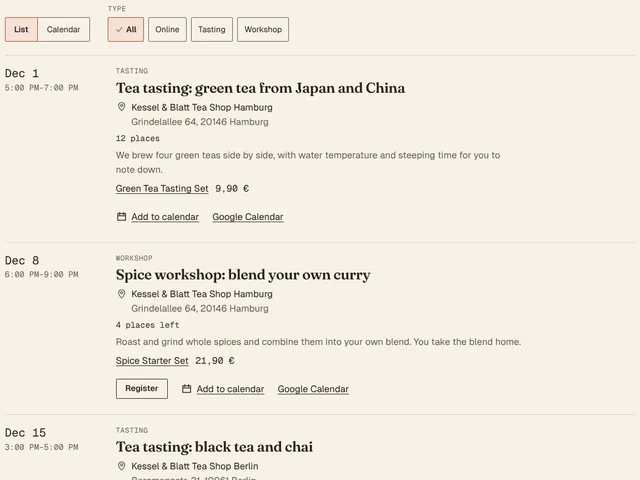 TYPE
List
Calendar
All
Online
Tasting
Workshop
Dec 1
5:00 PM–7:00 PM
TASTING
Tea tasting: green tea from Japan and China
Kessel & Blatt Tea Shop Hamburg
Grindelallee 64, 20146 Hamburg
12 places
We brew four green teas side by side, with water temperature and steeping time for you to
note down.
Green Tea Tasting Set 9,90 €
Add to calendar Google Calendar
Dec 8
6:00 PM–9:00 PM
WORKSHOP
Spice workshop: blend your own curry
Kessel & Blatt Tea Shop Hamburg
Grindelallee 64, 20146 Hamburg
4 places left
Roast and grind whole spices and combine them into your own blend. You take the blend home.
Spice Starter Set 21,90 €
Register Add to calendar Google Calendar
Dec 15
3:00 PM–5:00 PM
TASTING
Tea tasting: black tea and chai
Kessel & Blatt Tea Shop Berlin